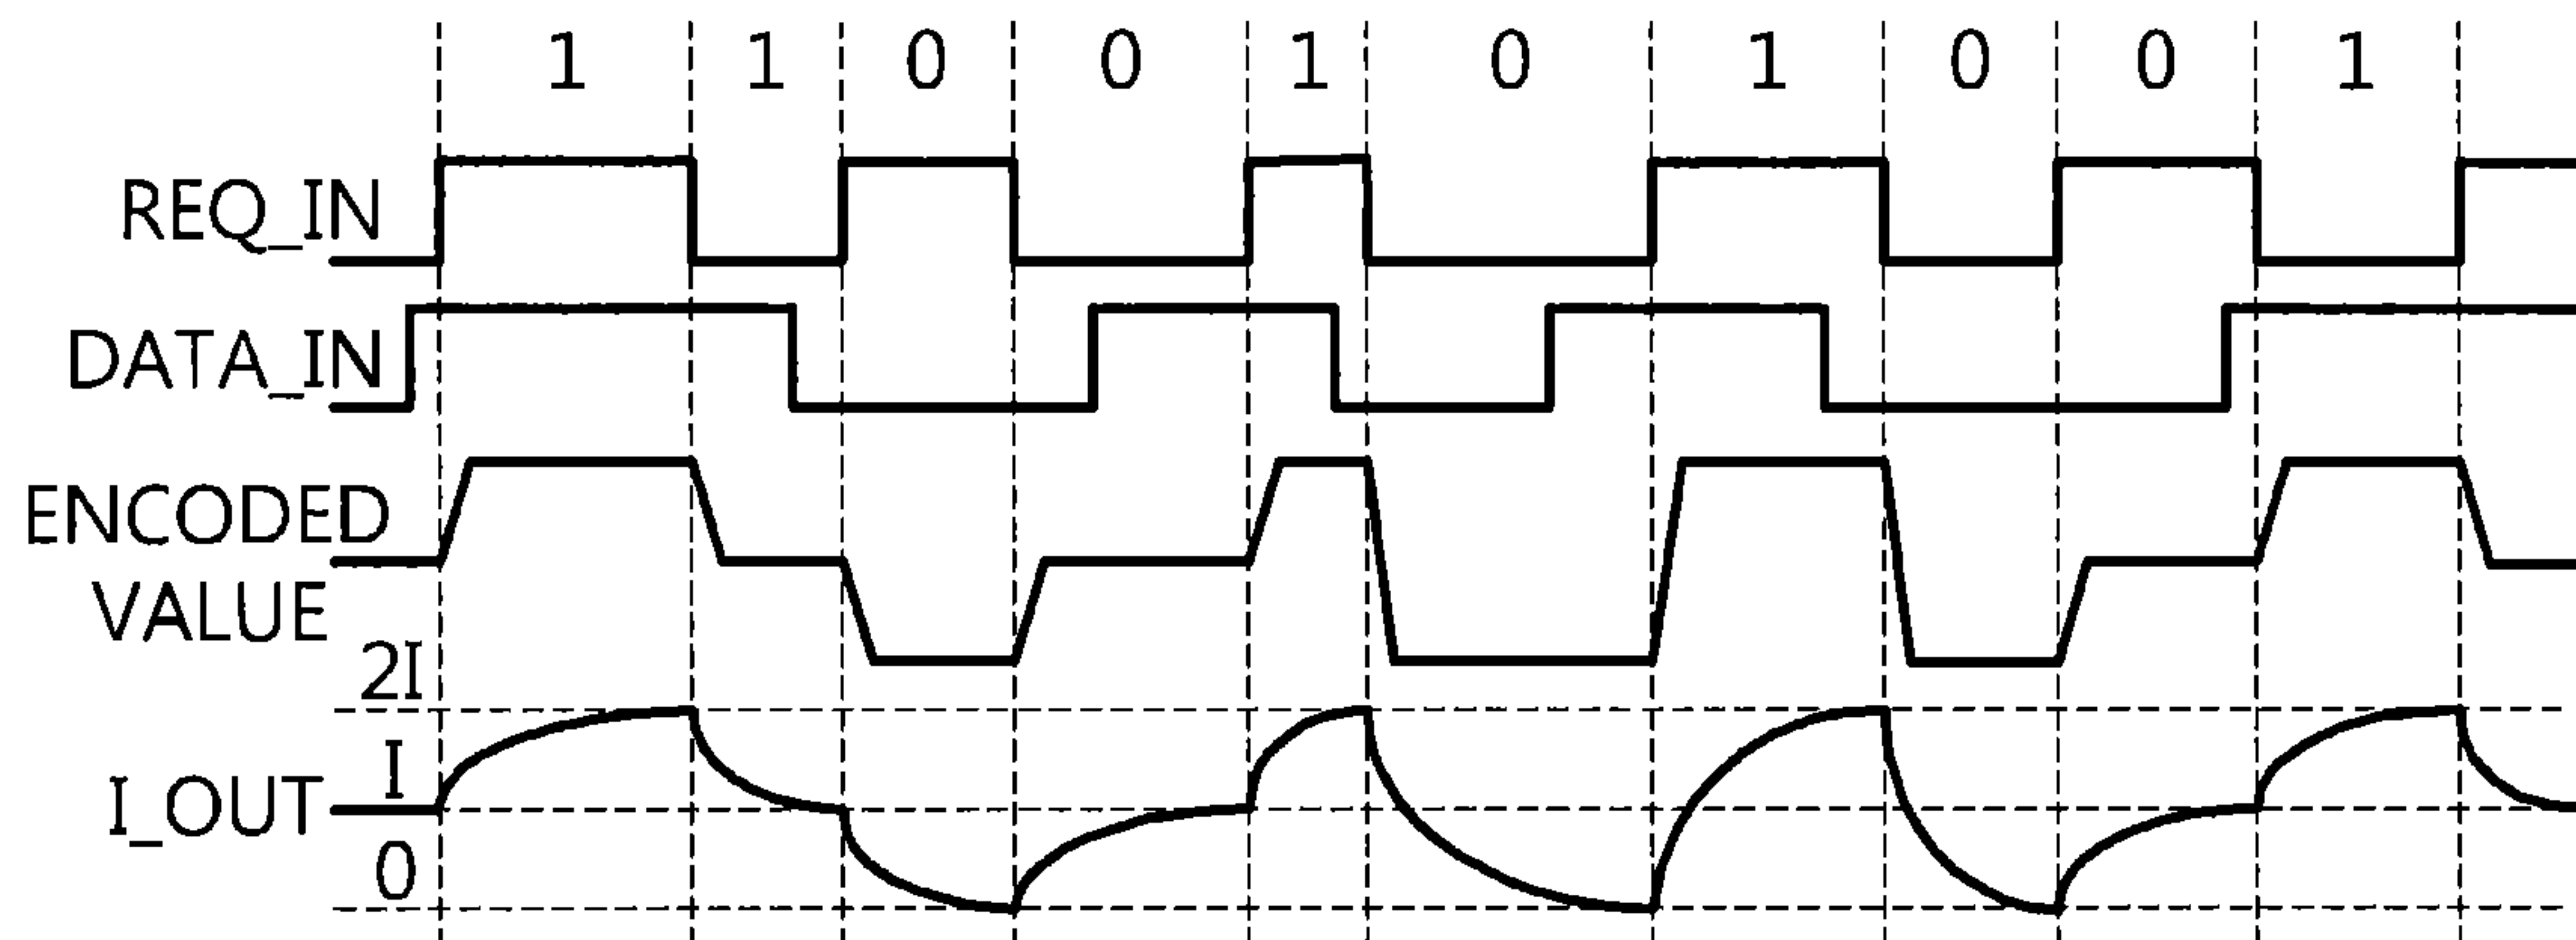 1 1 0 0 1 0 1 0 0 1
REQ_IN
DATA_IN
ENCODED
VALUE
2I
I
I_OUT
0